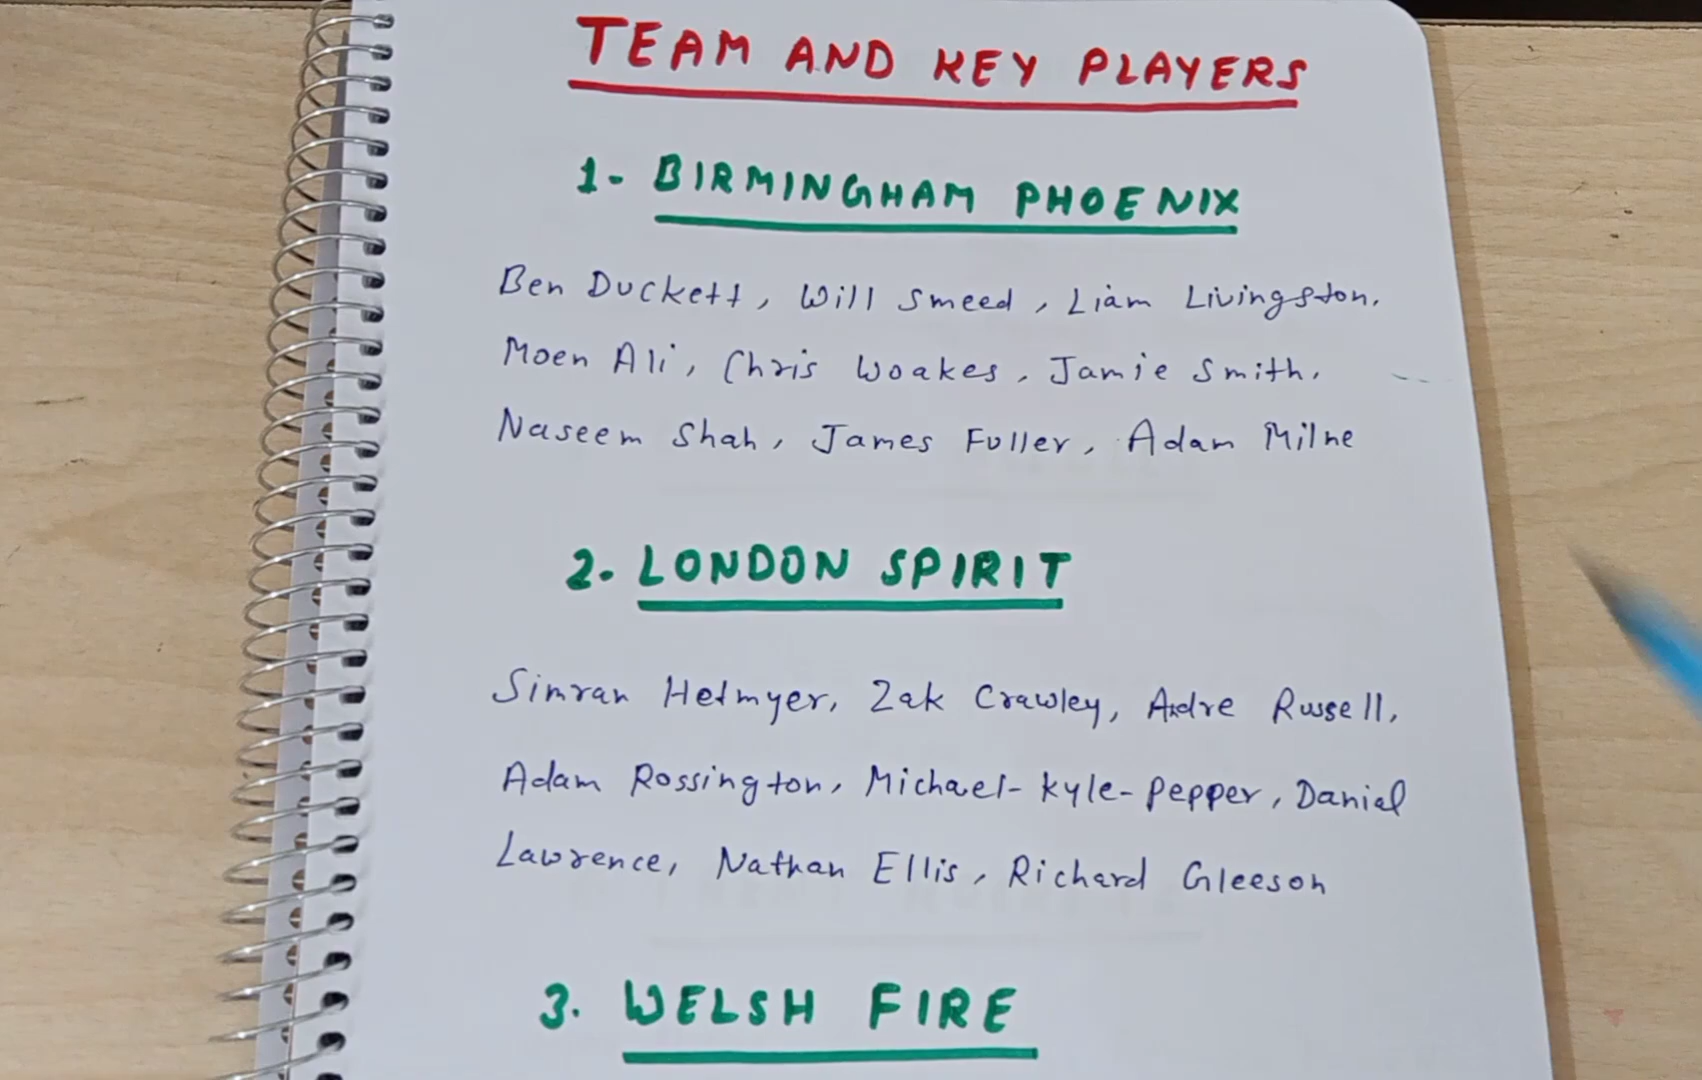 TEAM AND KEY PLAYERS
1- BIRMINGHAM PHOENIX
Ben Duckett, Will Smeed, Liam Livingston,
Moen Ali, Chris Woakes, Jamie Smith,
Naseem Shah, James Fuller, Adam Milne
2. LONDON SPIRIT
Simran Hetmyer, Zak Crawley, Andre Russell,
Adam Rossington, Michael-Kyle-Pepper, Danial
Lawrence, Nathan Ellis, Richard Gleeson
3. WELSH FIRE